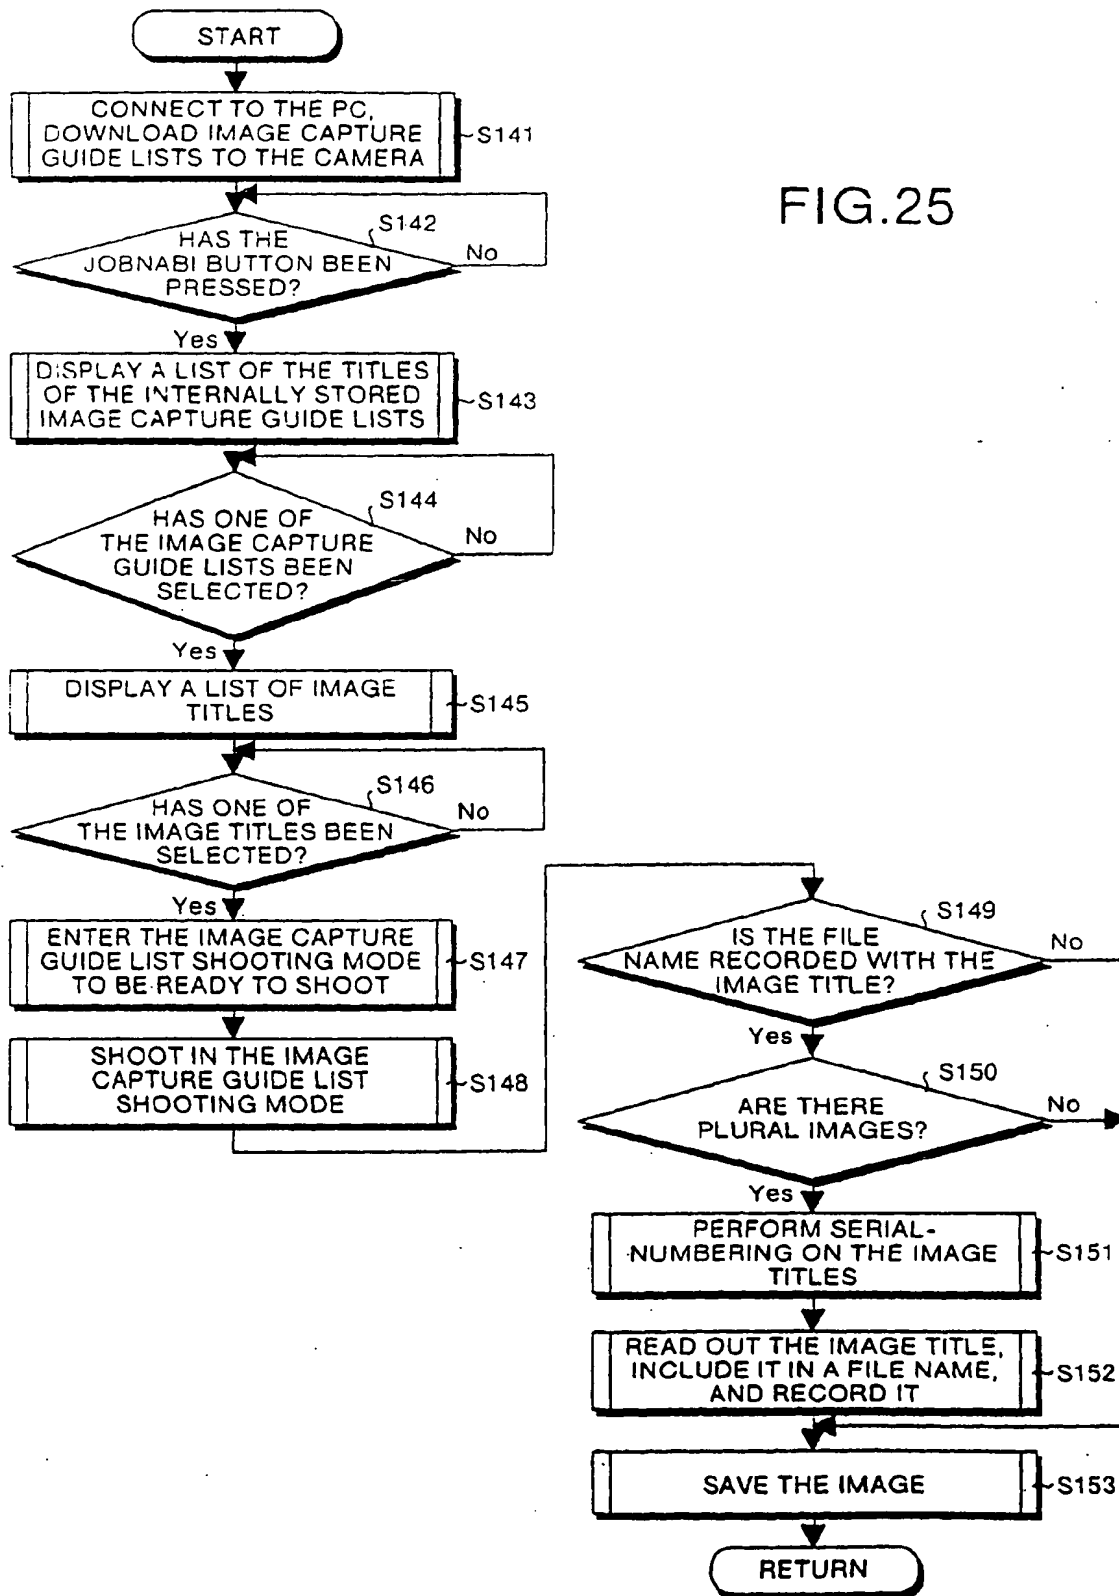 START
CONNECT TO THE PC,
DOWNLOAD IMAGE CAPTURE
GUIDE LISTS TO THE CAMERA
S141
FIG.25
S142
HAS THE
JOBNABI BUTTON BEEN
PRESSED?
No
Yes
DISPLAY A LIST OF THE TITLES
OF THE INTERNALLY STORED
IMAGE CAPTURE GUIDE LISTS
S143
S144
HAS ONE OF
THE IMAGE CAPTURE
GUIDE LISTS BEEN
SELECTED?
No
Yes
DISPLAY A LIST OF IMAGE
TITLES
S145
S146
HAS ONE OF
THE IMAGE TITLES BEEN
SELECTED?
No
Yes
ENTER THE IMAGE CAPTURE
GUIDE LIST SHOOTING MODE
TO BE READY TO SHOOT
S147
SHOOT IN THE IMAGE
CAPTURE GUIDE LIST
SHOOTING MODE
S148
S149
IS THE FILE
NAME RECORDED WITH THE
IMAGE TITLE?
No
Yes
S150
ARE THERE
PLURAL IMAGES?
No
Yes
PERFORM SERIAL-
NUMBERING ON THE IMAGE
TITLES
S151
READ OUT THE IMAGE TITLE,
INCLUDE IT IN A FILE NAME,
AND RECORD IT
S152
SAVE THE IMAGE
S153
RETURN